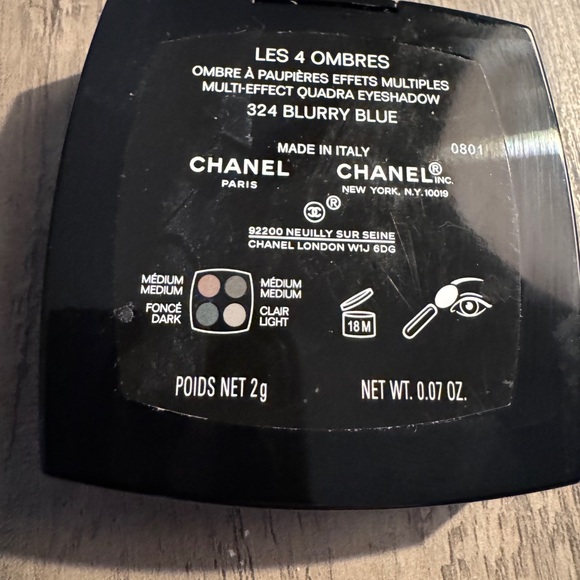 LES 4 OMBRES
OMBRE À PAUPIÈRES EFFETS MULTIPLES
MULTI-EFFECT QUADRA EYESHADOW
324 BLURRY BLUE
MADE IN ITALY 0801
CHANEL CHANEL® INC.
PARIS NEW YORK, N.Y. 10019
®
92200 NEUILLY SUR SEINE
CHANEL LONDON W1J 6DG
MÉDIUM MÉDIUM
MEDIUM MEDIUM
FONCÉ CLAIR
DARK LIGHT
18 M
POIDS NET 2g NET WT. 0.07 OZ.